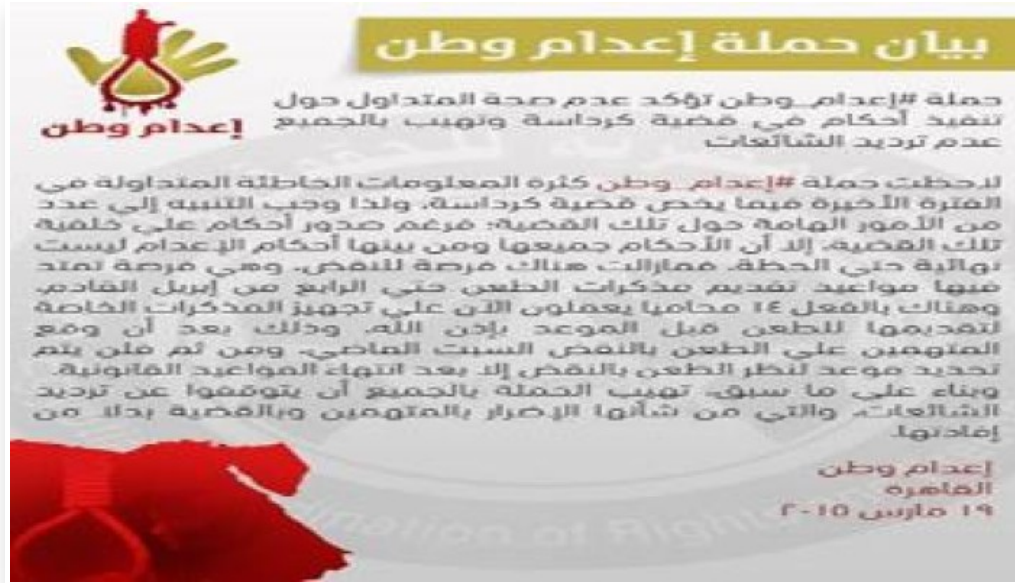 بيان حملة إعدام وطن
إعدام وطن
حملة #إعدام_وطن تؤكد عدم صحة المتداول حول
تنفيذ أحكام في قضية كرداسة وتهيب بالجميع
عدم ترديد الشائعات
لاحظت حملة #إعدام_وطن كثرة المعلومات الخاطئة المتداولة في
الفترة الأخيرة فيما يخص قضية كرداسة، ولذا وجب التنبيه إلى عدد
من الأمور الهامة حول تلك القضية؛ فرغم صدور أحكام على خلفية
تلك القضية، إلا أن الأحكام جميعها ومن بينها أحكام الإعدام ليست
نهائية حتى الحظة، فمازالت هناك فرصة للنقض، وهي فرصة تمتد
فيها مواعيد تقديم مذكرات الطعن حتى الرابع من إبريل القادم،
وهناك بالفعل ١٤ محاميا يعملون الآن على تجهيز المذكرات الخاصة
لتقديمها للطعن قبل الموعد بإذن الله، وذلك بعد أن وقع
المتهمين على الطعن بالنقض السبت الماضي، ومن ثم فلن يتم
تحديد موعد لنظر الطعن بالنقض إلا بعد انتهاء المواعيد القانونية.
وبناء على ما سبق، تهيب الحملة بالجميع أن يتوقفوا عن ترديد
الشائعات، والتي من شأنها الإضرار بالمتهمين وبالقضية بدلا من
إفادتها.
إعدام وطن
القاهرة
١٩ مارس ٢٠١٥
of Rights